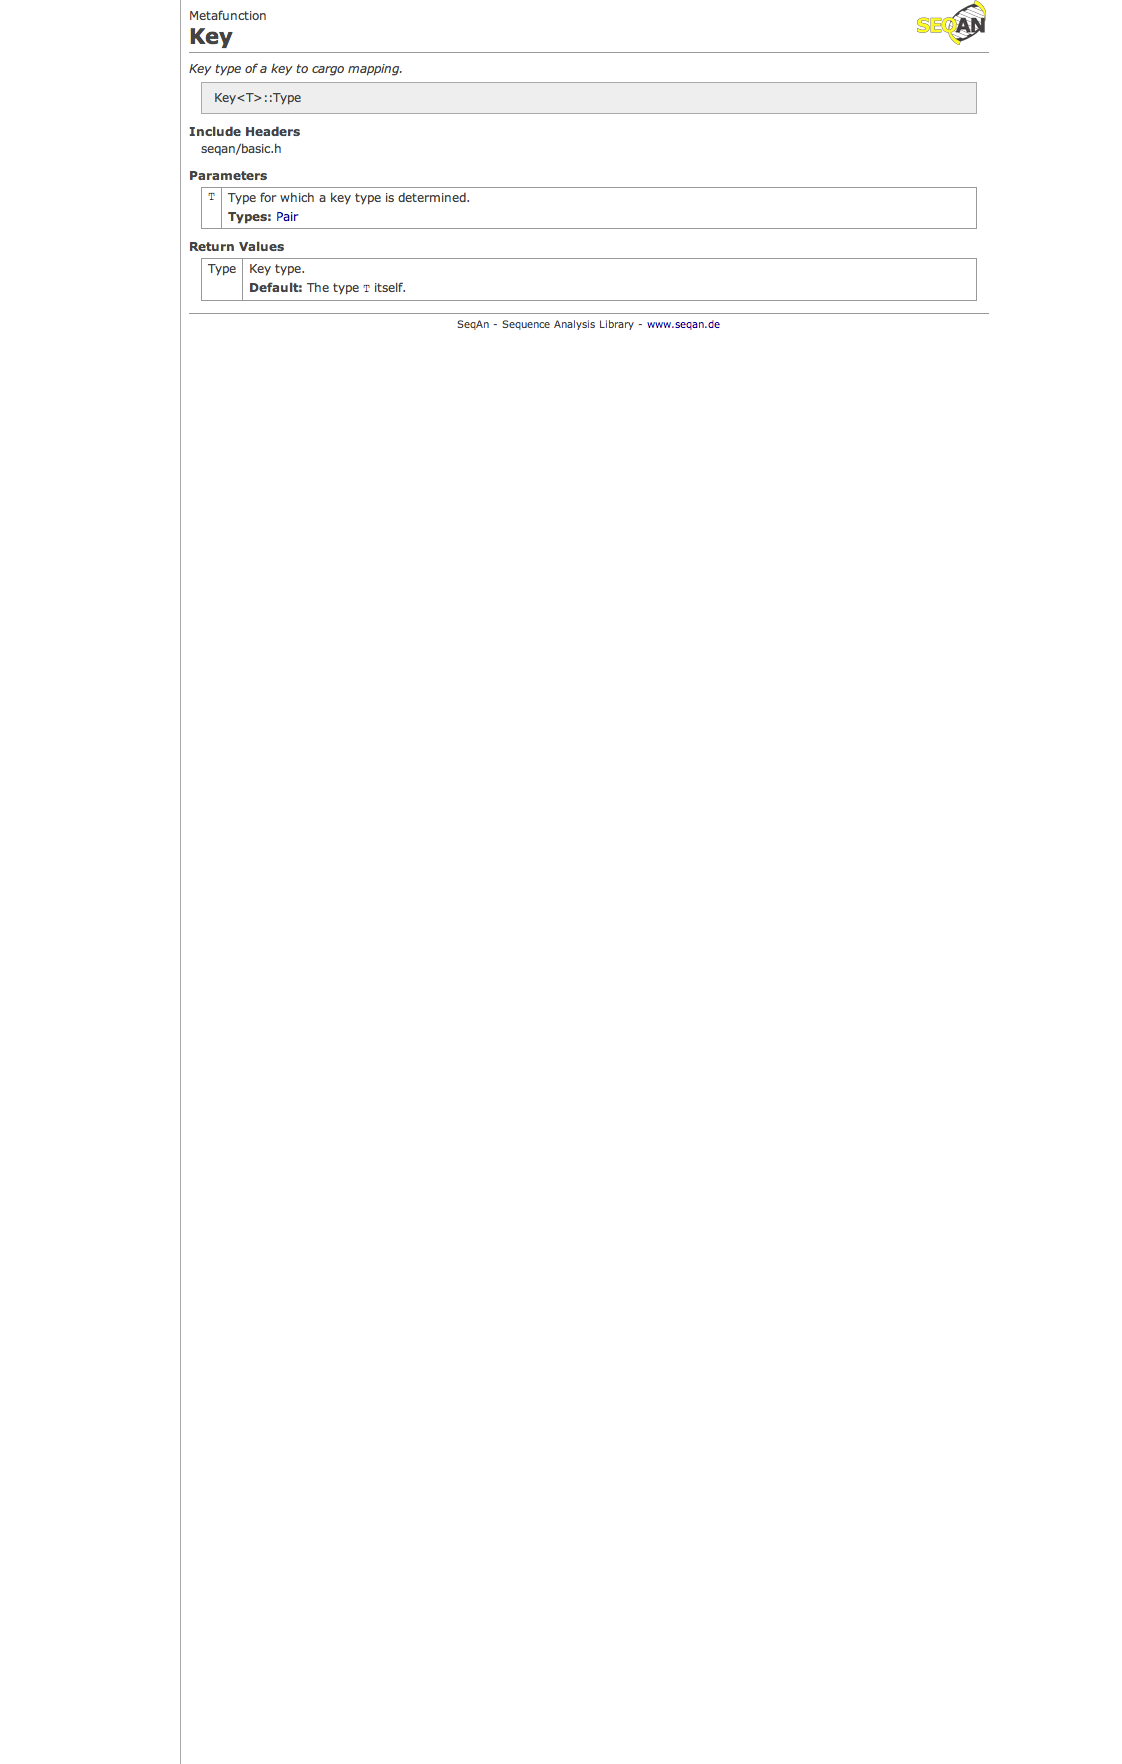 Metafunction
SEQAN
Key
Key type of a key to cargo mapping.
Key<T>::Type
Include Headers
seqan/basic.h
Parameters
T Type for which a key type is determined.
Types: Pair
Return Values
Type Key type.
Default: The type T itself.
SeqAn - Sequence Analysis Library - www.seqan.de